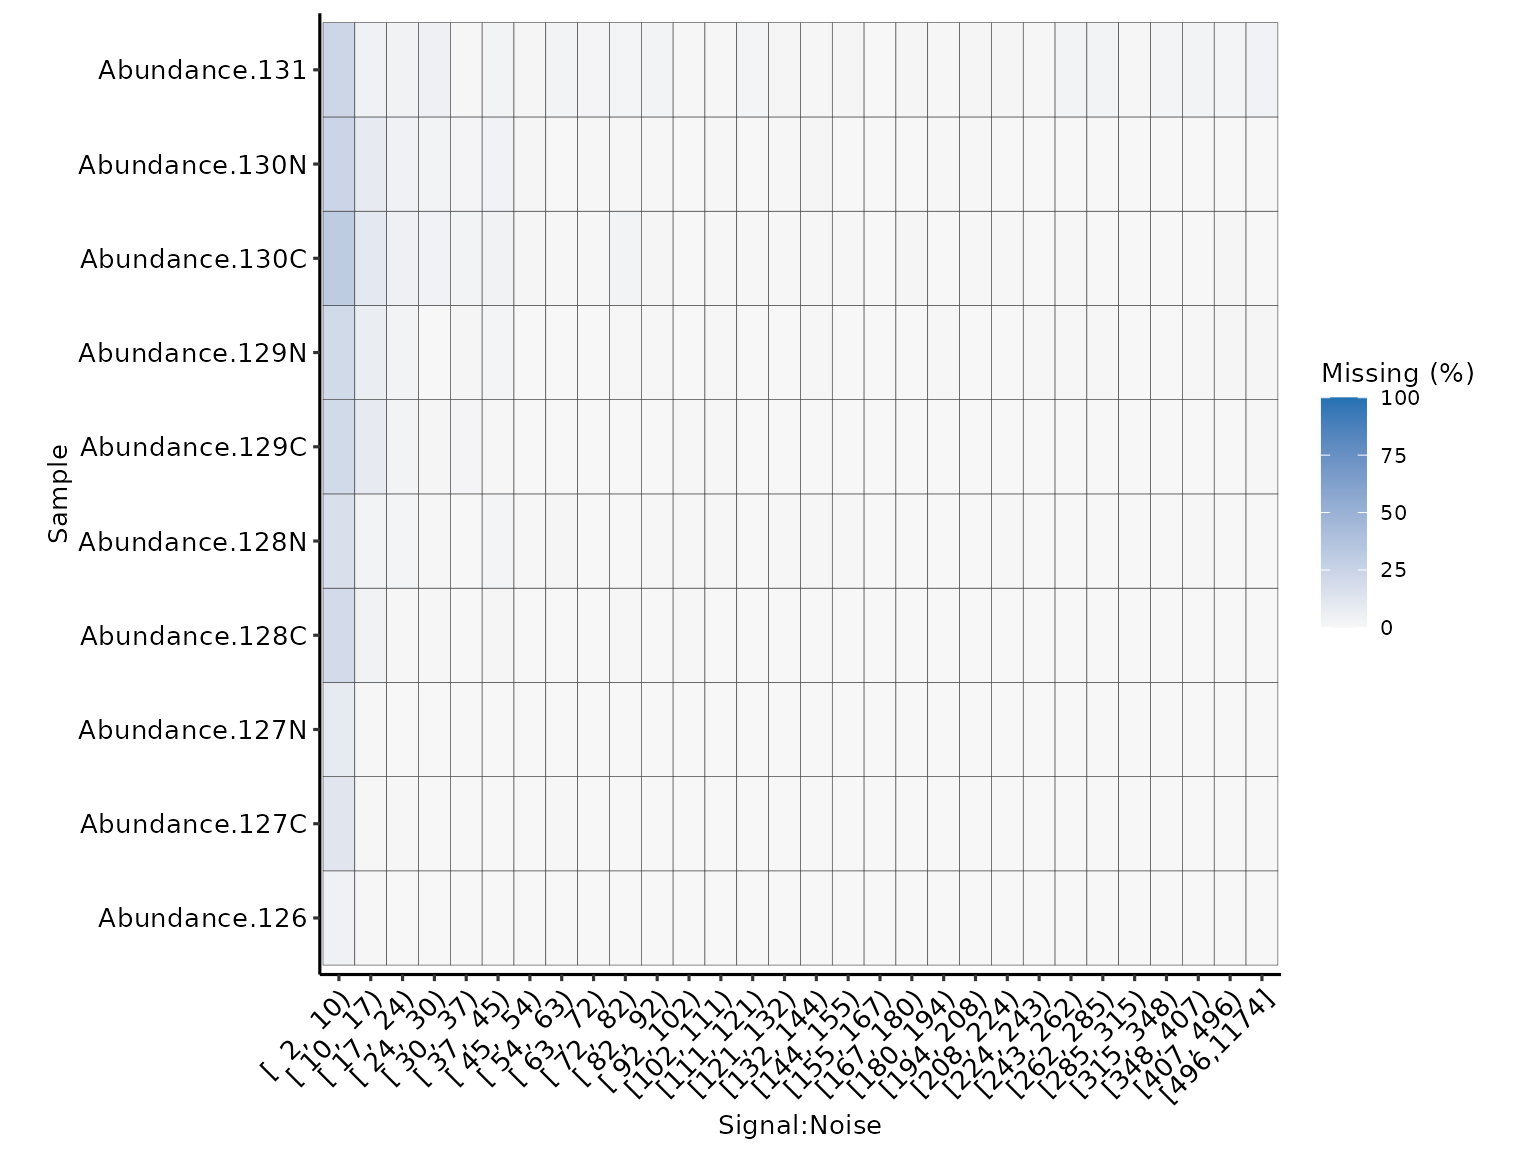 Abundance.131
Abundance.130N
Abundance.130C
Abundance.129N
Abundance.129C
Abundance.128N
Abundance.128C
Abundance.127N
Abundance.127C
Abundance.126
Sample
[ 2, 10)
[ 10, 17)
[ 17, 24)
[ 24, 30)
[ 30, 37)
[ 37, 45)
[ 45, 54)
[ 54, 63)
[ 63, 72)
[ 72, 82)
[ 82, 92)
[ 92, 102)
[102, 111)
[111, 121)
[121, 132)
[132, 144)
[144, 155)
[155, 167)
[167, 180)
[180, 194)
[194, 208)
[208, 224)
[224, 243)
[243, 262)
[262, 285)
[285, 315)
[315, 348)
[348, 407)
[407, 496)
[496,1174]
Signal:Noise
Missing (%)
100
75
50
25
0